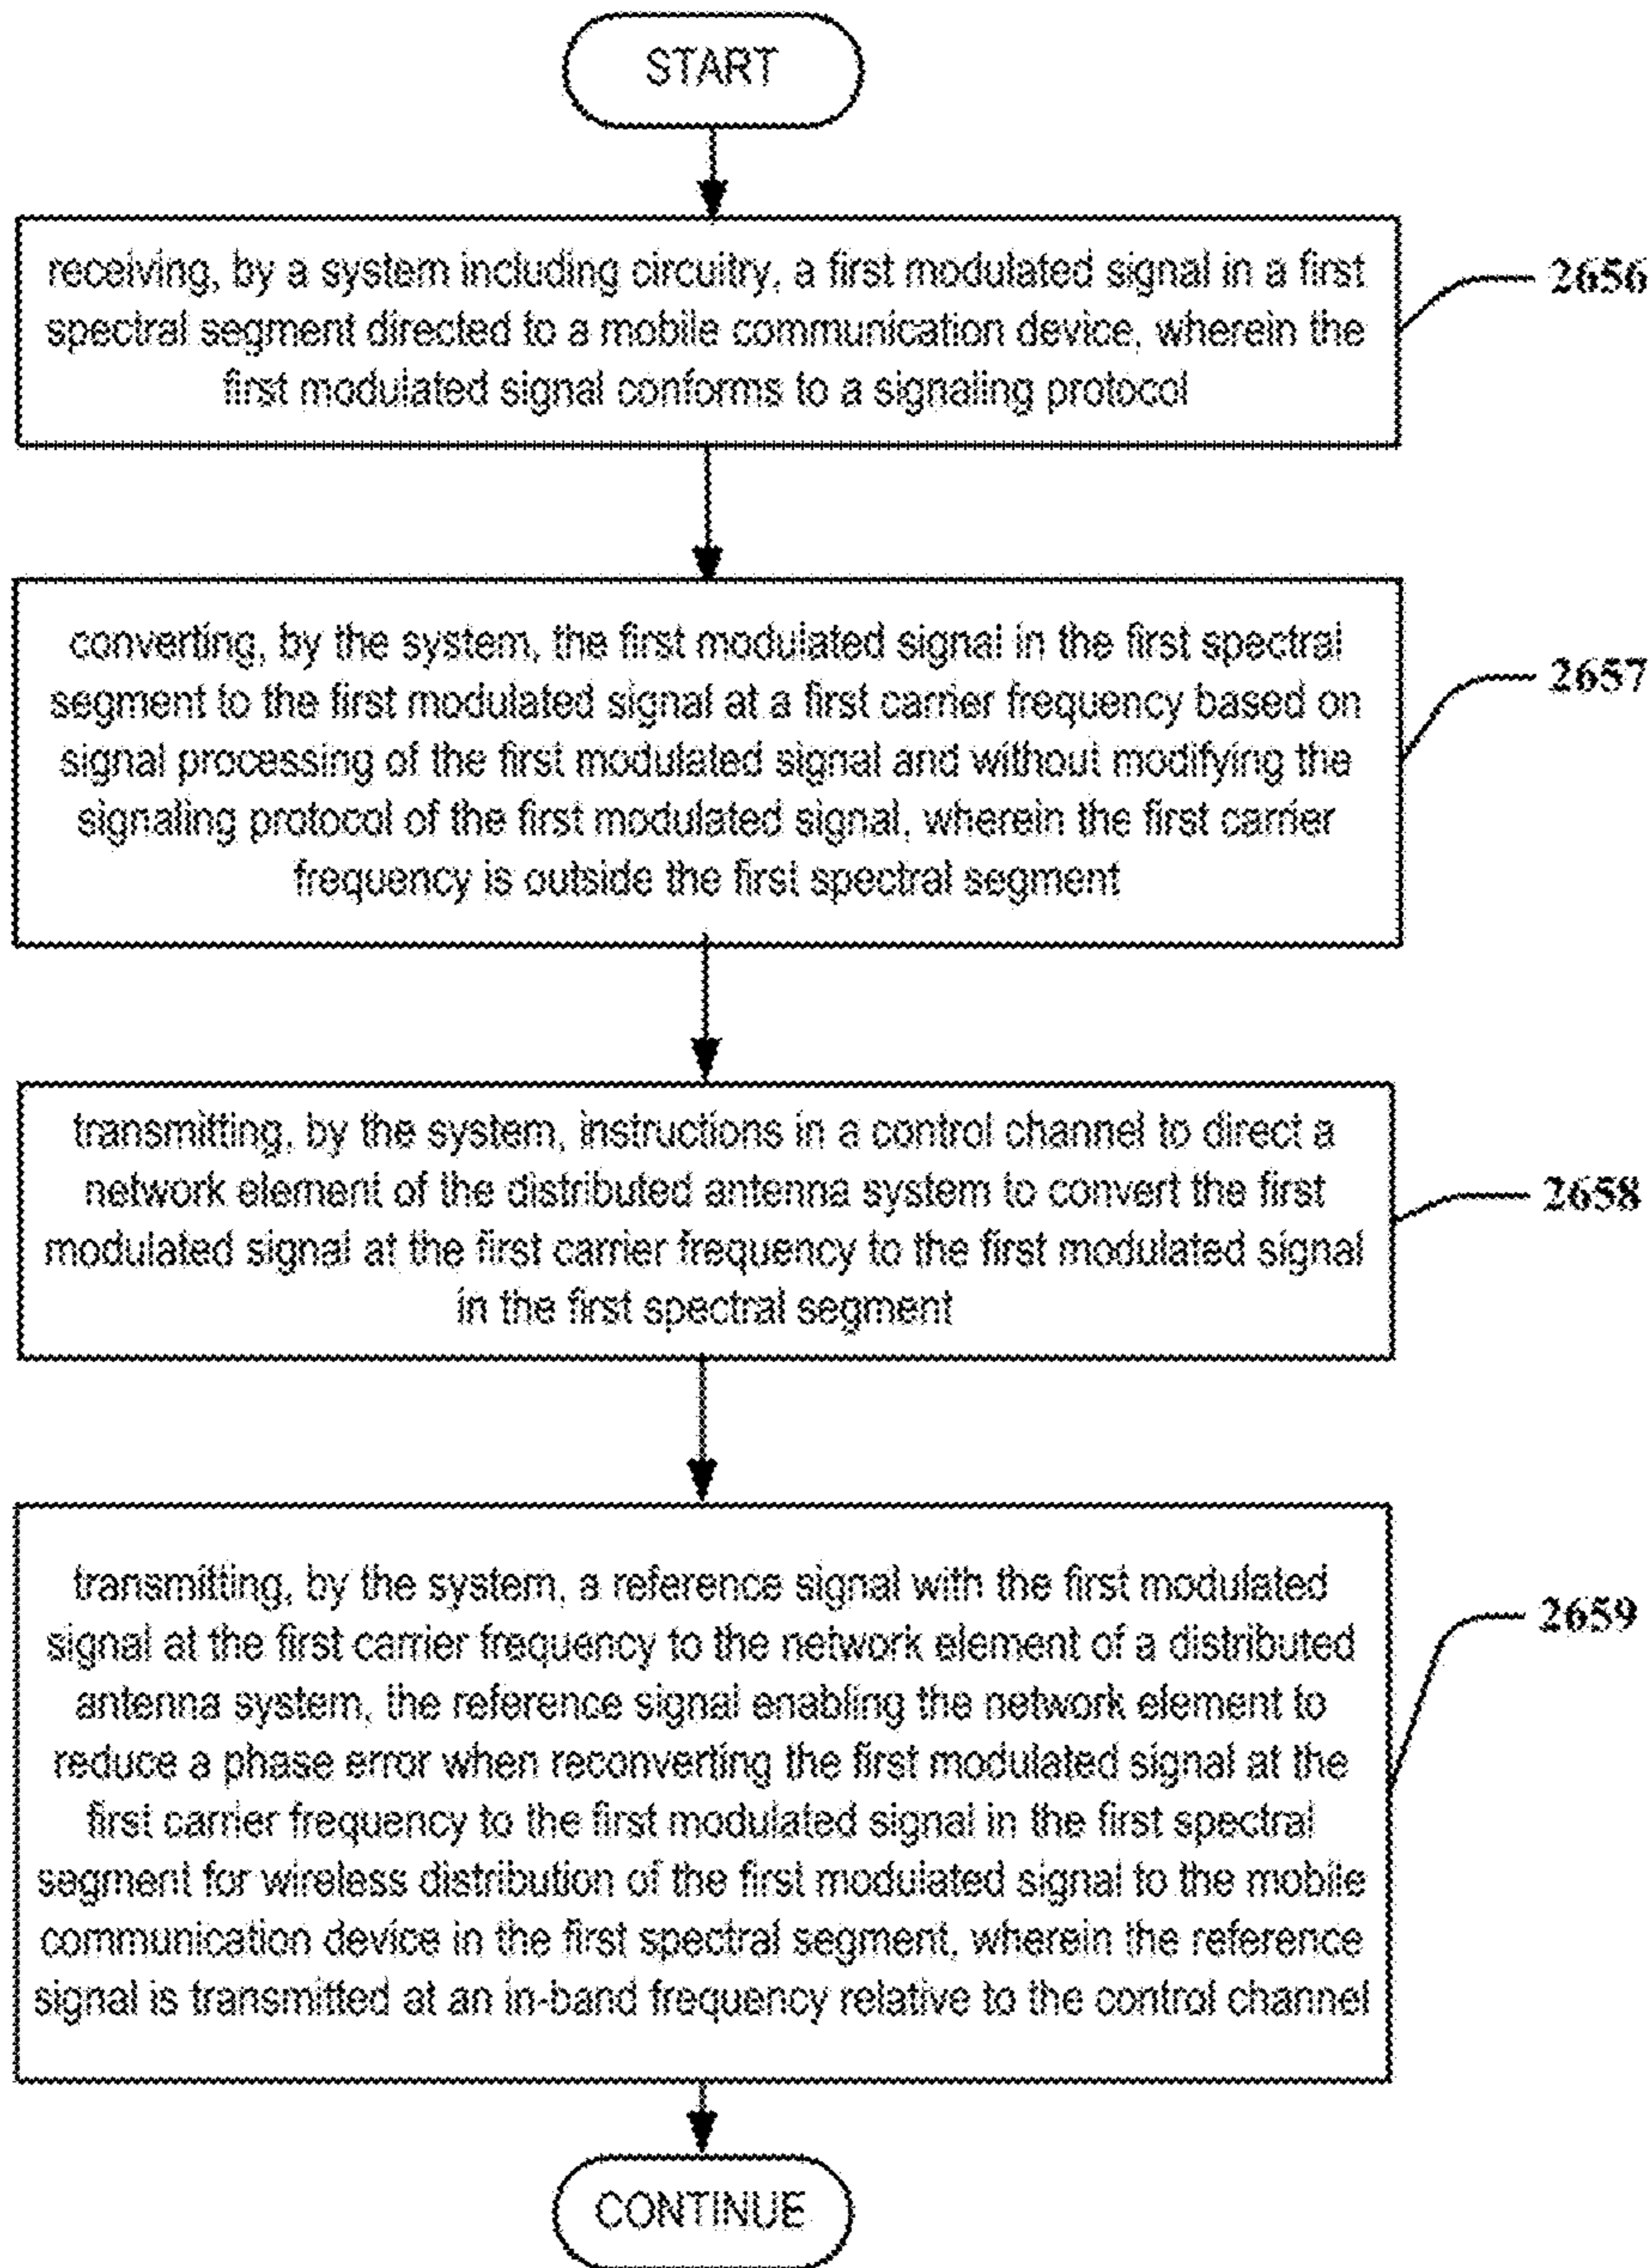 START
receiving, by a system including circuitry, a first modulated signal in a first
spectral segment directed to a mobile communication device, wherein the
first modulated signal conforms to a signaling protocol
2656
converting, by the system, the first modulated signal in the first spectral
segment to the first modulated signal at a first carrier frequency based on
signal processing of the first modulated signal and without modifying the
signaling protocol of the first modulated signal, wherein the first carrier
frequency is outside the first spectral segment
2657
transmitting, by the system, instructions in a control channel to direct a
network element of the distributed antenna system to convert the first
modulated signal at the first carrier frequency to the first modulated signal
in the first spectral segment
2658
transmitting, by the system, a reference signal with the first modulated
signal at the first carrier frequency to the network element of a distributed
antenna system, the reference signal enabling the network element to
reduce a phase error when reconverting the first modulated signal at the
first carrier frequency to the first modulated signal in the first spectral
segment for wireless distribution of the first modulated signal to the mobile
communication device in the first spectral segment, wherein the reference
signal is transmitted at an in-band frequency relative to the control channel
2659
CONTINUE